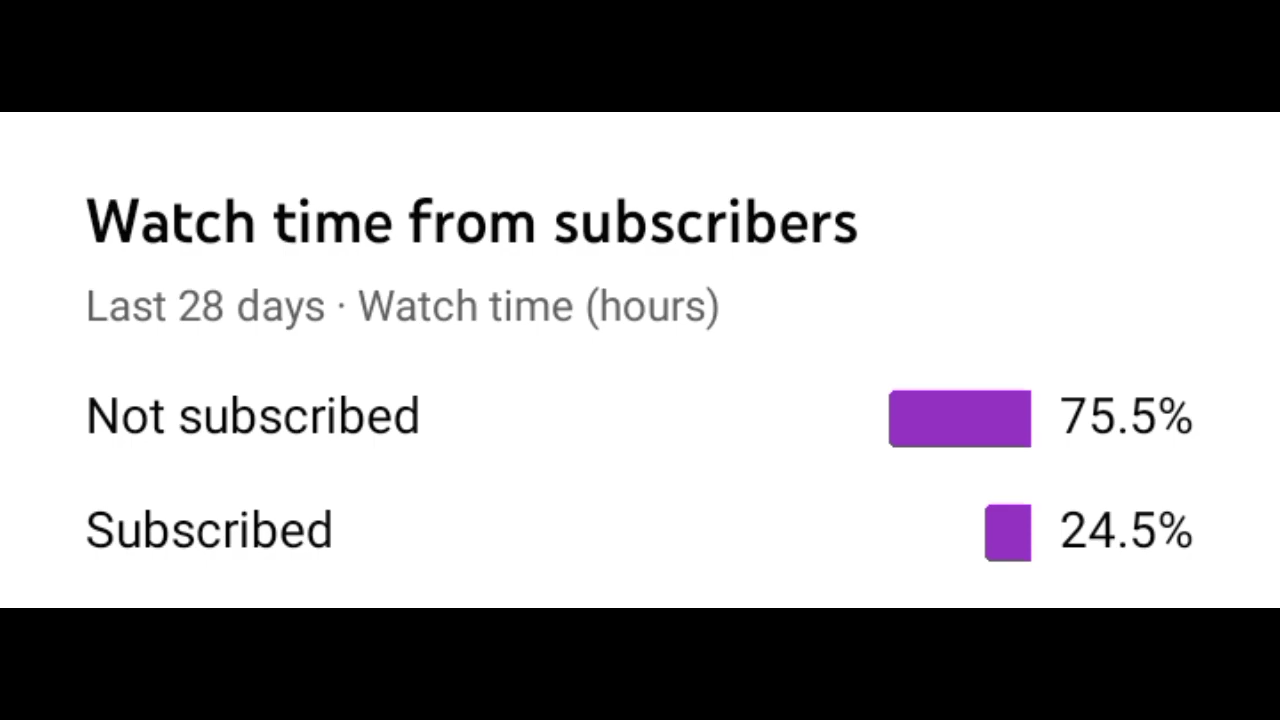 Watch time from subscribers
Last 28 days · Watch time (hours)
Not subscribed 75.5%
Subscribed 24.5%